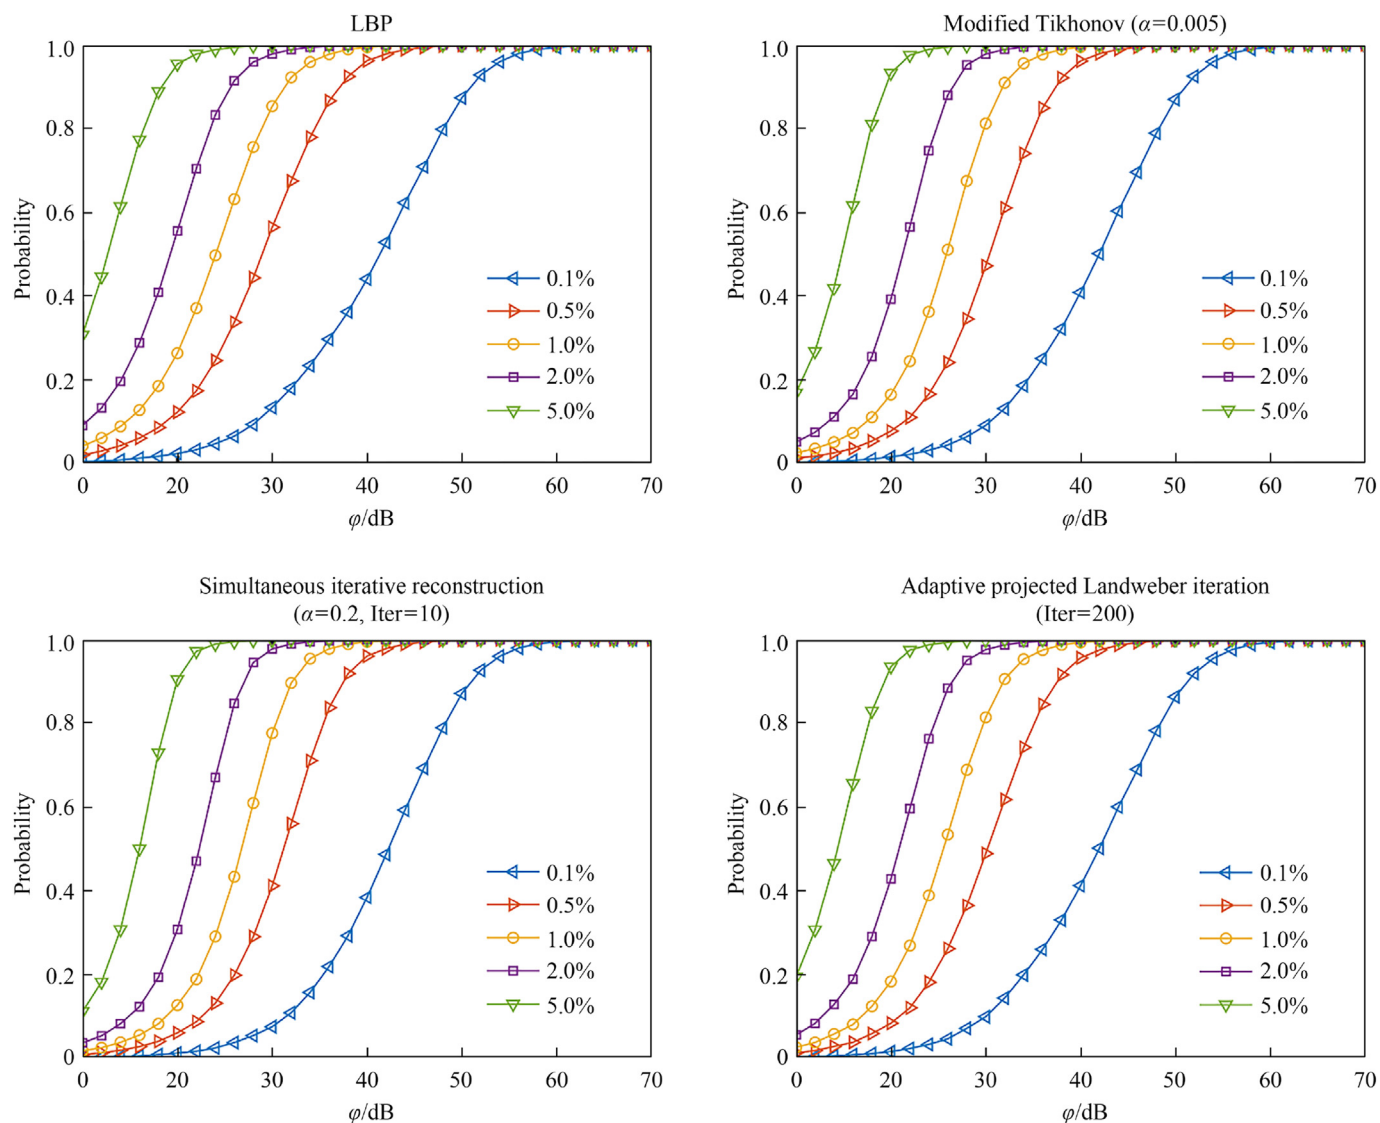 LBP
1.0
0.8
0.6
0.4
0.2
0
Probability
0.1%
0.5%
1.0%
2.0%
5.0%
0 20 30 40 50 60 70
φ/dB
Modified Tikhonov (α=0.005)
1.0
0.8
0.6
0.4
0.2
0
Probability
0.1%
0.5%
1.0%
2.0%
5.0%
0 20 30 40 50 60 70
φ/dB
Simultaneous iterative reconstruction
(α=0.2, Iter=10)
1.0
0.8
0.6
0.4
0.2
0
Probability
0.1%
0.5%
1.0%
2.0%
5.0%
0 20 30 40 50 60 70
φ/dB
Adaptive projected Landweber iteration
(Iter=200)
1.0
0.8
0.6
0.4
0.2
0
Probability
0.1%
0.5%
1.0%
2.0%
5.0%
0 20 30 40 50 60 70
φ/dB